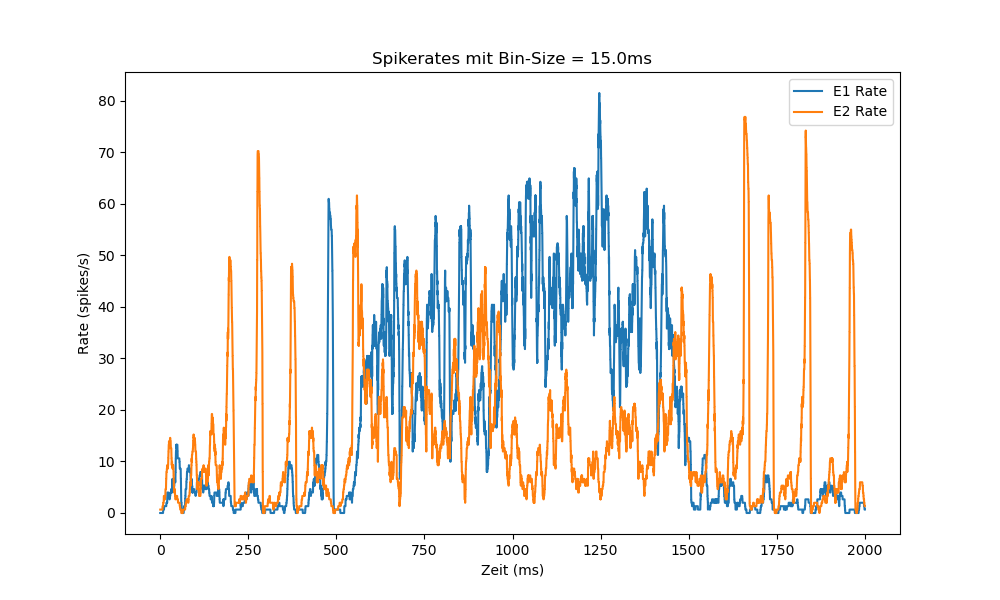 Spikerates mit Bin-Size = 15.0ms
E1 Rate
E2 Rate
80
70
60
50
40
30
20
10
0
Rate (spikes/s)
0 250 500 750 1000 1250 1500 1750 2000
Zeit (ms)